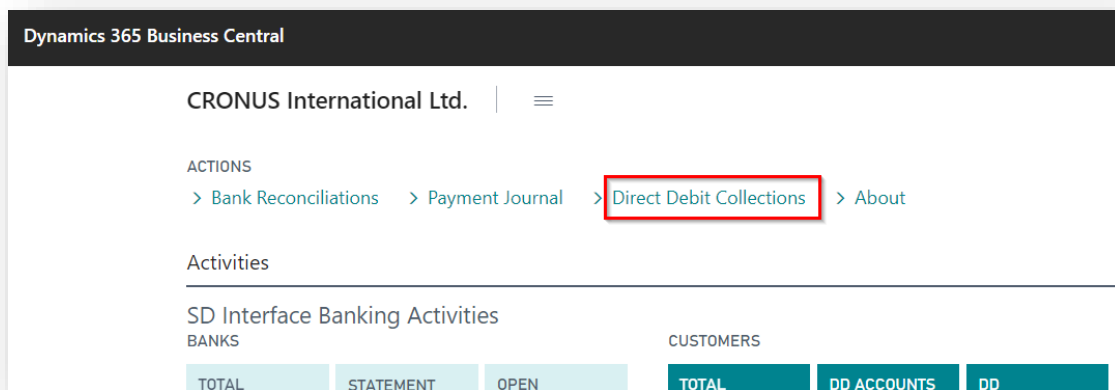 Dynamics 365 Business Central
CRONUS International Ltd.
ACTIONS
> Bank Reconciliations > Payment Journal > Direct Debit Collections > About
Activities
SD Interface Banking Activities
BANKS CUSTOMERS
TOTAL STATEMENT OPEN TOTAL DD ACCOUNTS DD